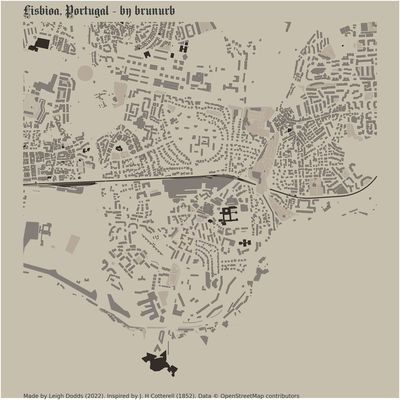 Lisboa, Portugal - by brunurb
Made by Leigh Dodds (2022). Inspired by J. H Cotterell (1852). Data © OpenStreetMap contributors